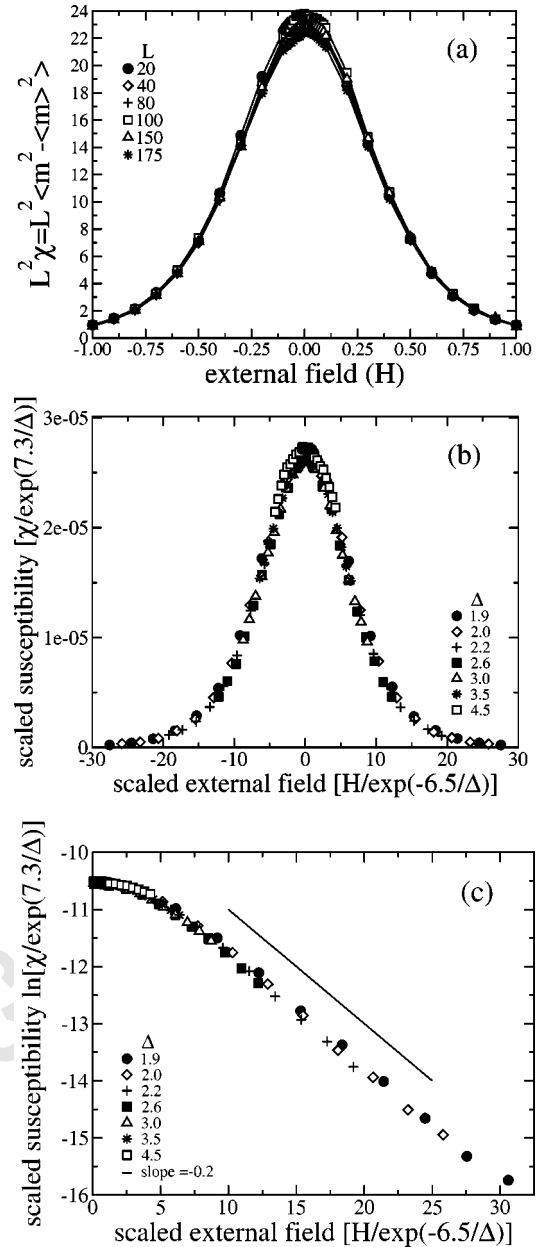 24
22
20
18
16
14
12
10
8
6
4
2
0
L²χ=L²<m²-<m>²>
(a)
L
20
40
80
100
150
175
-1.00 -0.75 -0.50 -0.25 0.00 0.25 0.50 0.75 1.00
external field (H)
3e-05
2e-05
1e-05
0
scaled susceptibility [χ/exp(7.3/Δ)]
(b)
Δ
1.9
2.0
2.2
2.6
3.0
3.5
4.5
-30 -20 -10 0 10 20 30
scaled external field [H/exp(-6.5/Δ)]
-10
-11
-12
-13
-14
-15
-16
scaled susceptibility ln[χ/exp(7.3/Δ)]
(c)
Δ
1.9
2.0
2.2
2.6
3.0
3.5
4.5
slope =-0.2
0 5 10 15 20 25 30
scaled external field [H/exp(-6.5/Δ)]